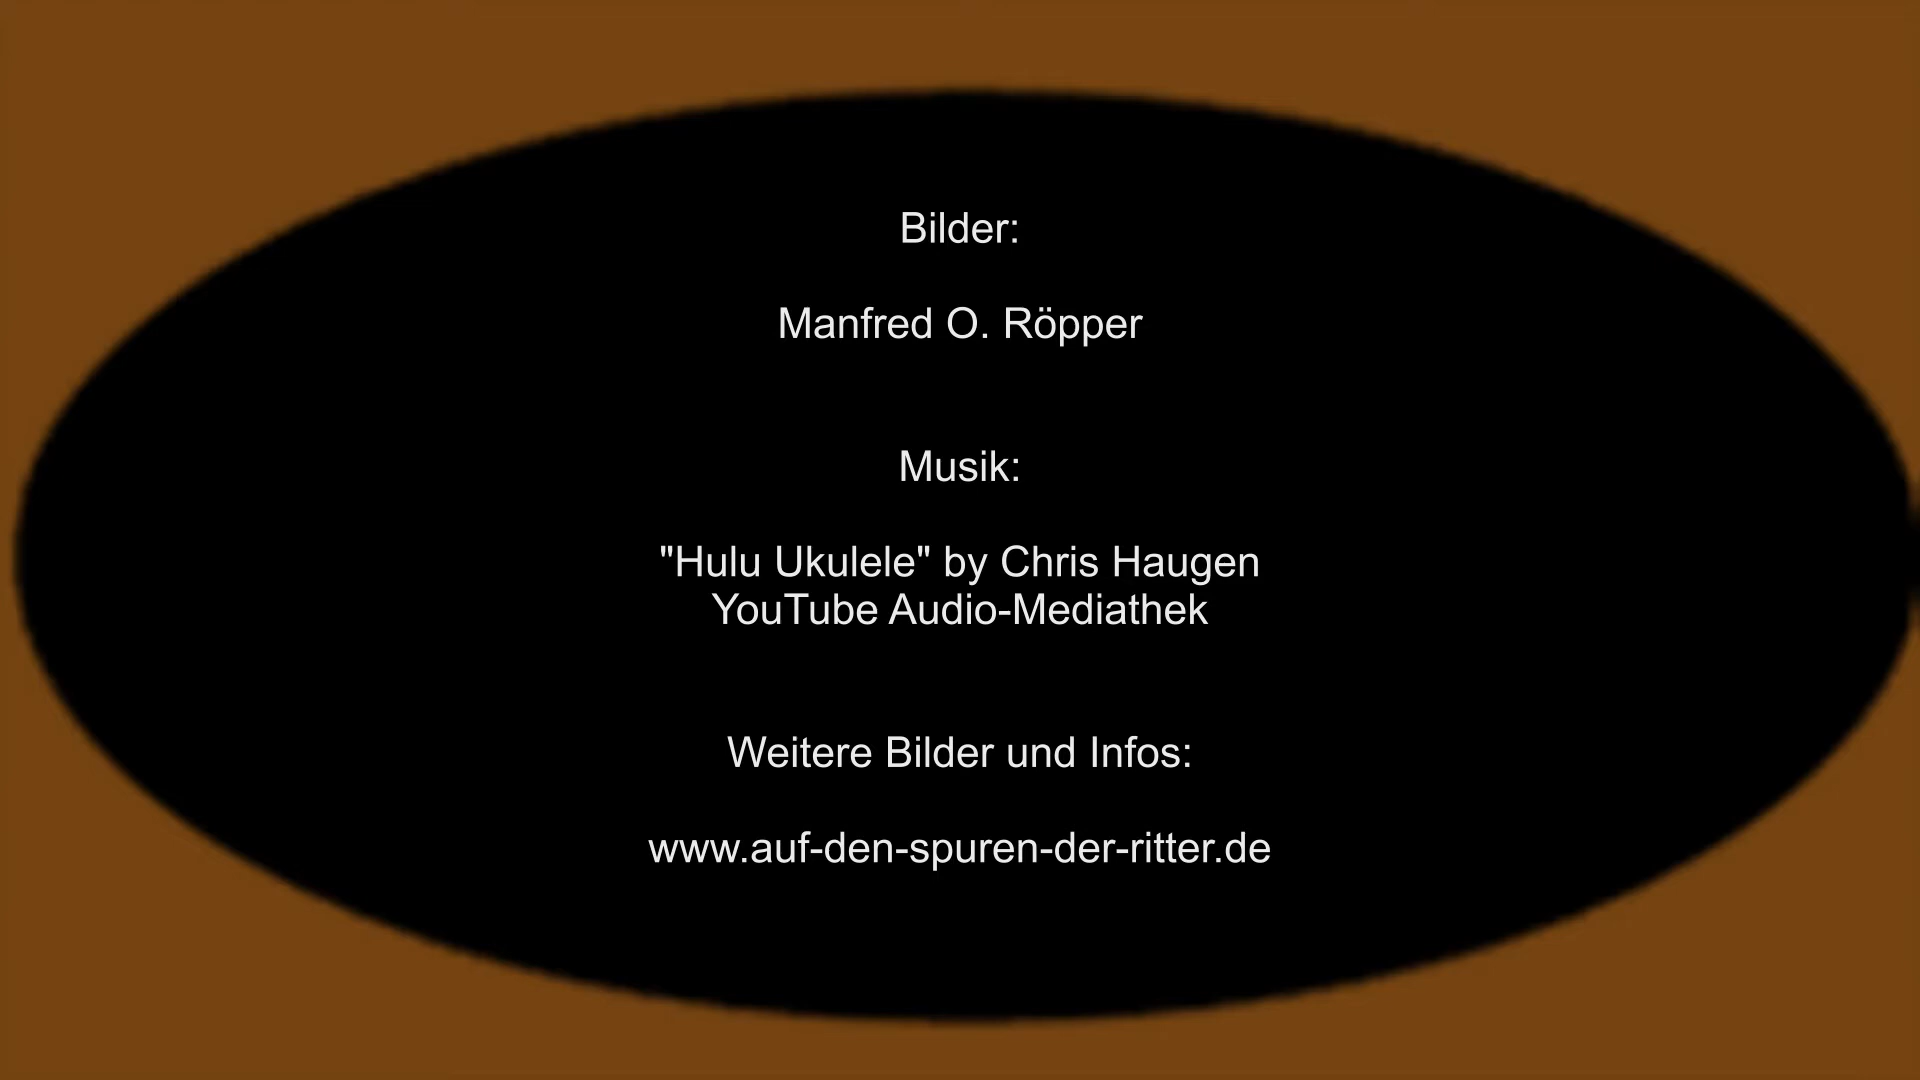 Bilder:
Manfred O. Röpper
Musik:
"Hulu Ukulele" by Chris Haugen
YouTube Audio-Mediathek
Weitere Bilder und Infos:
www.auf-den-spuren-der-ritter.de